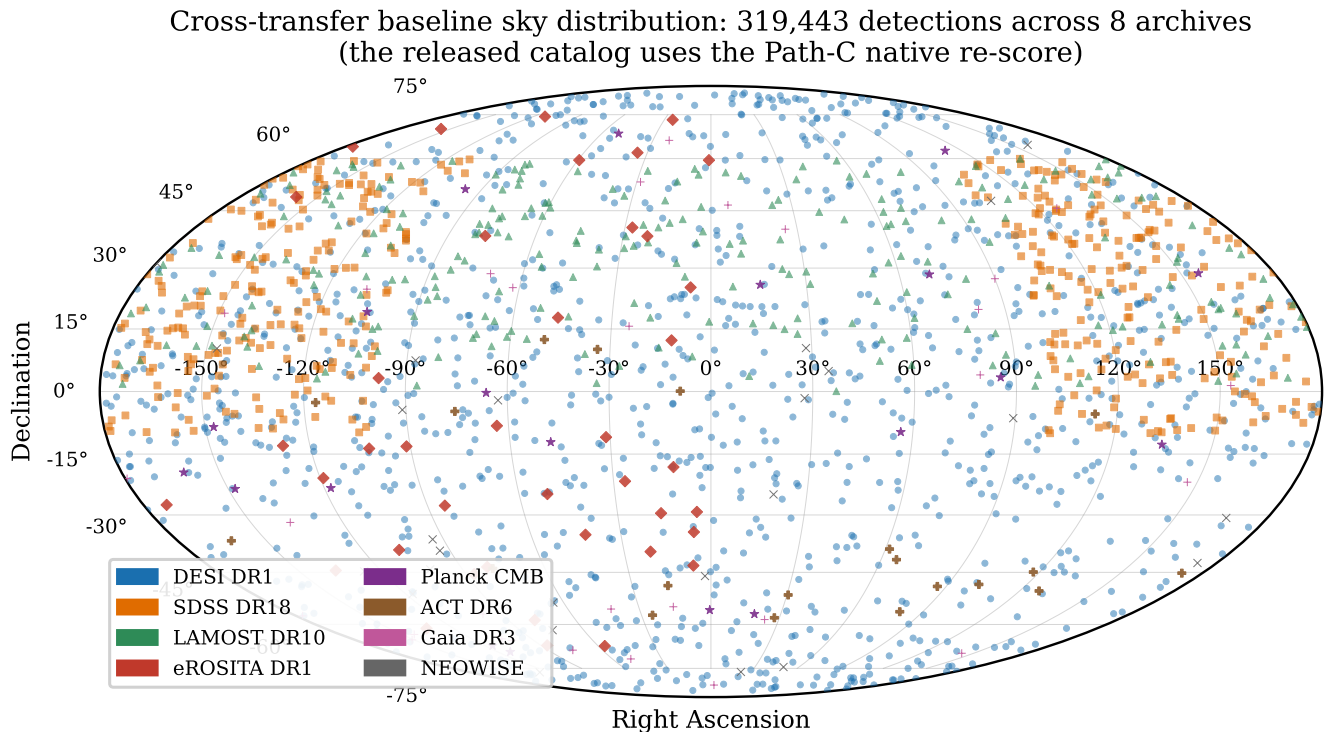 Cross-transfer baseline sky distribution: 319,443 detections across 8 archives
(the released catalog uses the Path-C native re-score)
75°
60°
45°
30°
15°
0°
-15°
-30°
-45°
-60°
-75°
-150° -120° -90° -60° -30° 0° 30° 60° 90° 120° 150°
Declination
DESI DR1
SDSS DR18
LAMOST DR10
eROSITA DR1
Planck CMB
ACT DR6
Gaia DR3
NEOWISE
Right Ascension